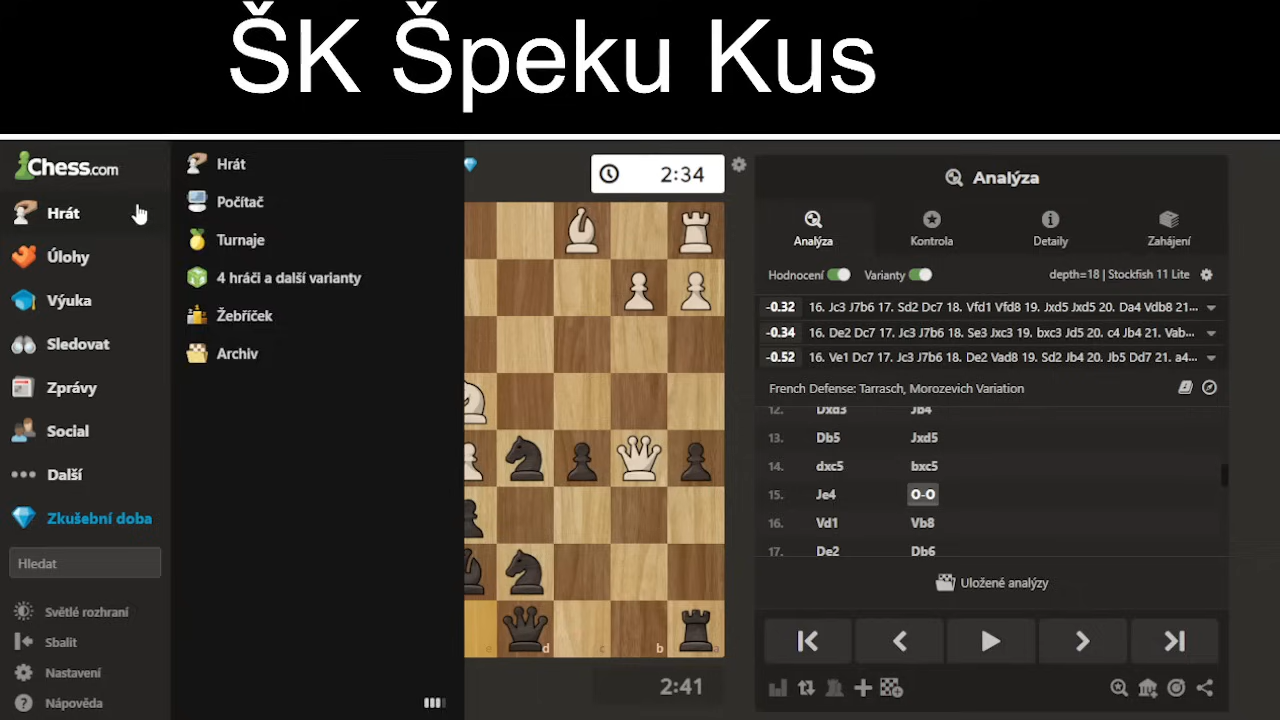 ŠK Špeku Kus
Chess.com
Hrát
Úlohy
Výuka
Sledovat
Zprávy
Social
Další
Zkušební doba
Hledat
Světlé rozhraní
Sbalit
Nastavení
Nápověda
Hrát
Počítač
Turnaje
4 hráči a další varianty
Žebříček
Archiv
2:34
e d c b a
2:41
Analýza
Analýza Kontrola Detaily Zahájení
Hodnocení Varianty depth=18 | Stockfish 11 Lite
-0.32 16. Jc3 J7b6 17. Sd2 Dc7 18. Vfd1 Vfd8 19. Jxd5 Jxd5 20. Da4 Vdb8 21...
-0.34 16. De2 Dc7 17. Jc3 J7b6 18. Se3 Jxc3 19. bxc3 Jd5 20. c4 Jb4 21. Vab...
-0.52 16. Ve1 Dc7 17. Jc3 J7b6 18. De2 Vad8 19. Sd2 Jb4 20. Jb5 Dd7 21. a4...
French Defense: Tarrasch, Morozevich Variation
12. Dxd3 Jb4
13. Db5 Jxd5
14. dxc5 bxc5
15. Je4 O-O
16. Vd1 Vb8
17. De2 Db6
Uložené analýzy